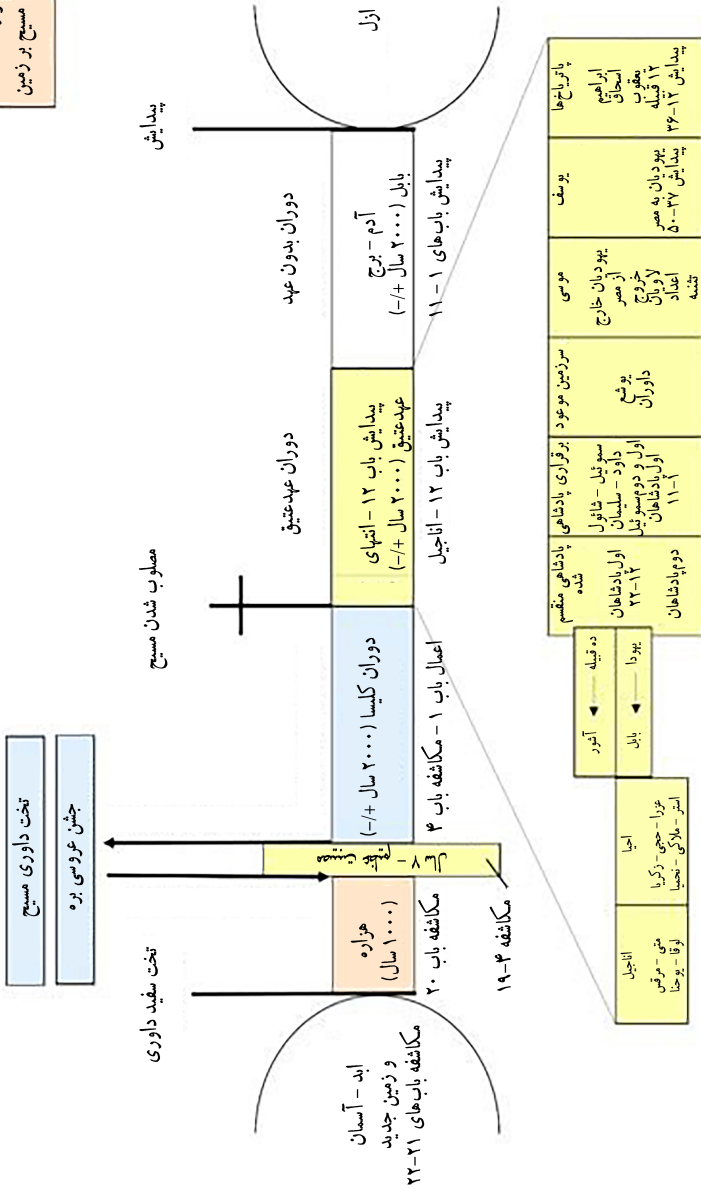 مسیح بر زمین
ازل
پیدایش
دوران بدون عهد
آدم - برج
بابل (۲۰۰۰ سال +/-)
پیدایش باب‌های ۱ - ۱۱
دوران عهدعتیق
پیدایش باب ۱۲ - انتهای
عهدعتیق (۲۰۰۰ سال +/-)
پیدایش باب ۱۲ - اناجیل
مصلوب شدن مسیح
دوران کلیسا (۲۰۰۰ سال +/-)
اعمال باب ۱ - مکاشفه باب ۳
تخت داوری مسیح
جشن عروسی بره
مکاشفه ۴-۱۹
هزاره
(۱۰۰۰ سال)
مکاشفه باب ۲۰
تخت سفید داوری
ابد - آسمان
و زمین جدید
مکاشفه باب‌های ۲۱-۲۲
پاتریاخ‌ها
ابراهیم
اسحاق
یعقوب
۱۲ قبیله
پیدایش ۱۲-۳۶
یوسف
یهودیان به مصر
پیدایش ۳۷-۵۰
موسی
یهودیان خارج
از مصر
خروج
لاویان
اعداد
تثنیه
سرزمین موعود
یوشع
داوران
برقراری پادشاهی
سموئیل - شائول
داود - سلیمان
اول و دوم سموئیل
اول پادشاهان
۱-۱۱
پادشاهی منقسم
شده
اول پادشاهان
۱۲-۲۲
دوم پادشاهان
ده قبیله
آشور
یهودا
بابل
احیا
عزرا - حجی - زکریا
استر - ملاکی - نحمیا
اناجیل
متی - مرقس
لوقا - یوحنا